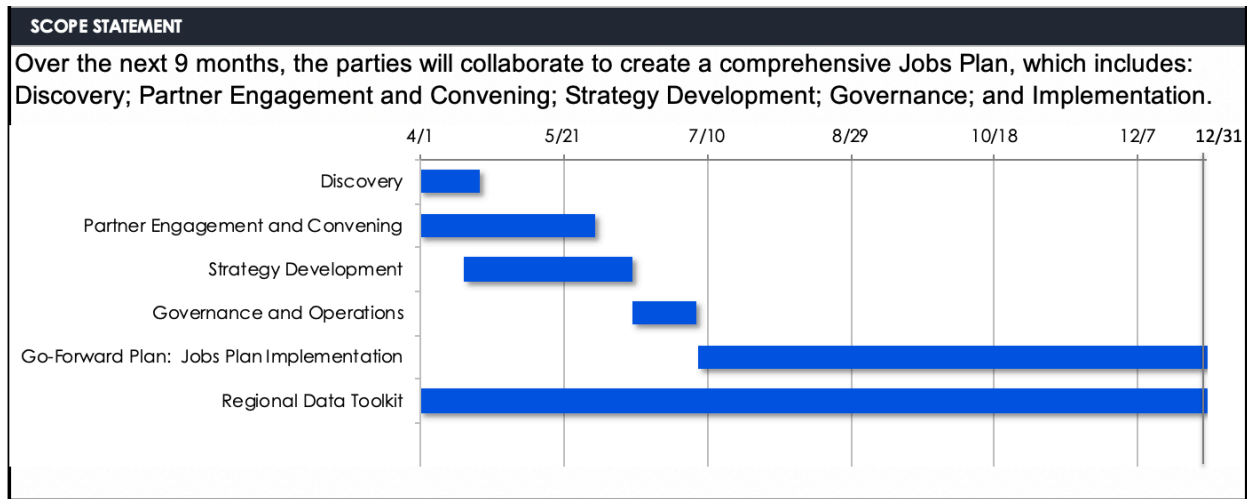 SCOPE STATEMENT
Over the next 9 months, the parties will collaborate to create a comprehensive Jobs Plan, which includes:
Discovery; Partner Engagement and Convening; Strategy Development; Governance; and Implementation.
4/1 5/21 7/10 8/29 10/18 12/7 12/31
Discovery
Partner Engagement and Convening
Strategy Development
Governance and Operations
Go-Forward Plan: Jobs Plan Implementation
Regional Data Toolkit